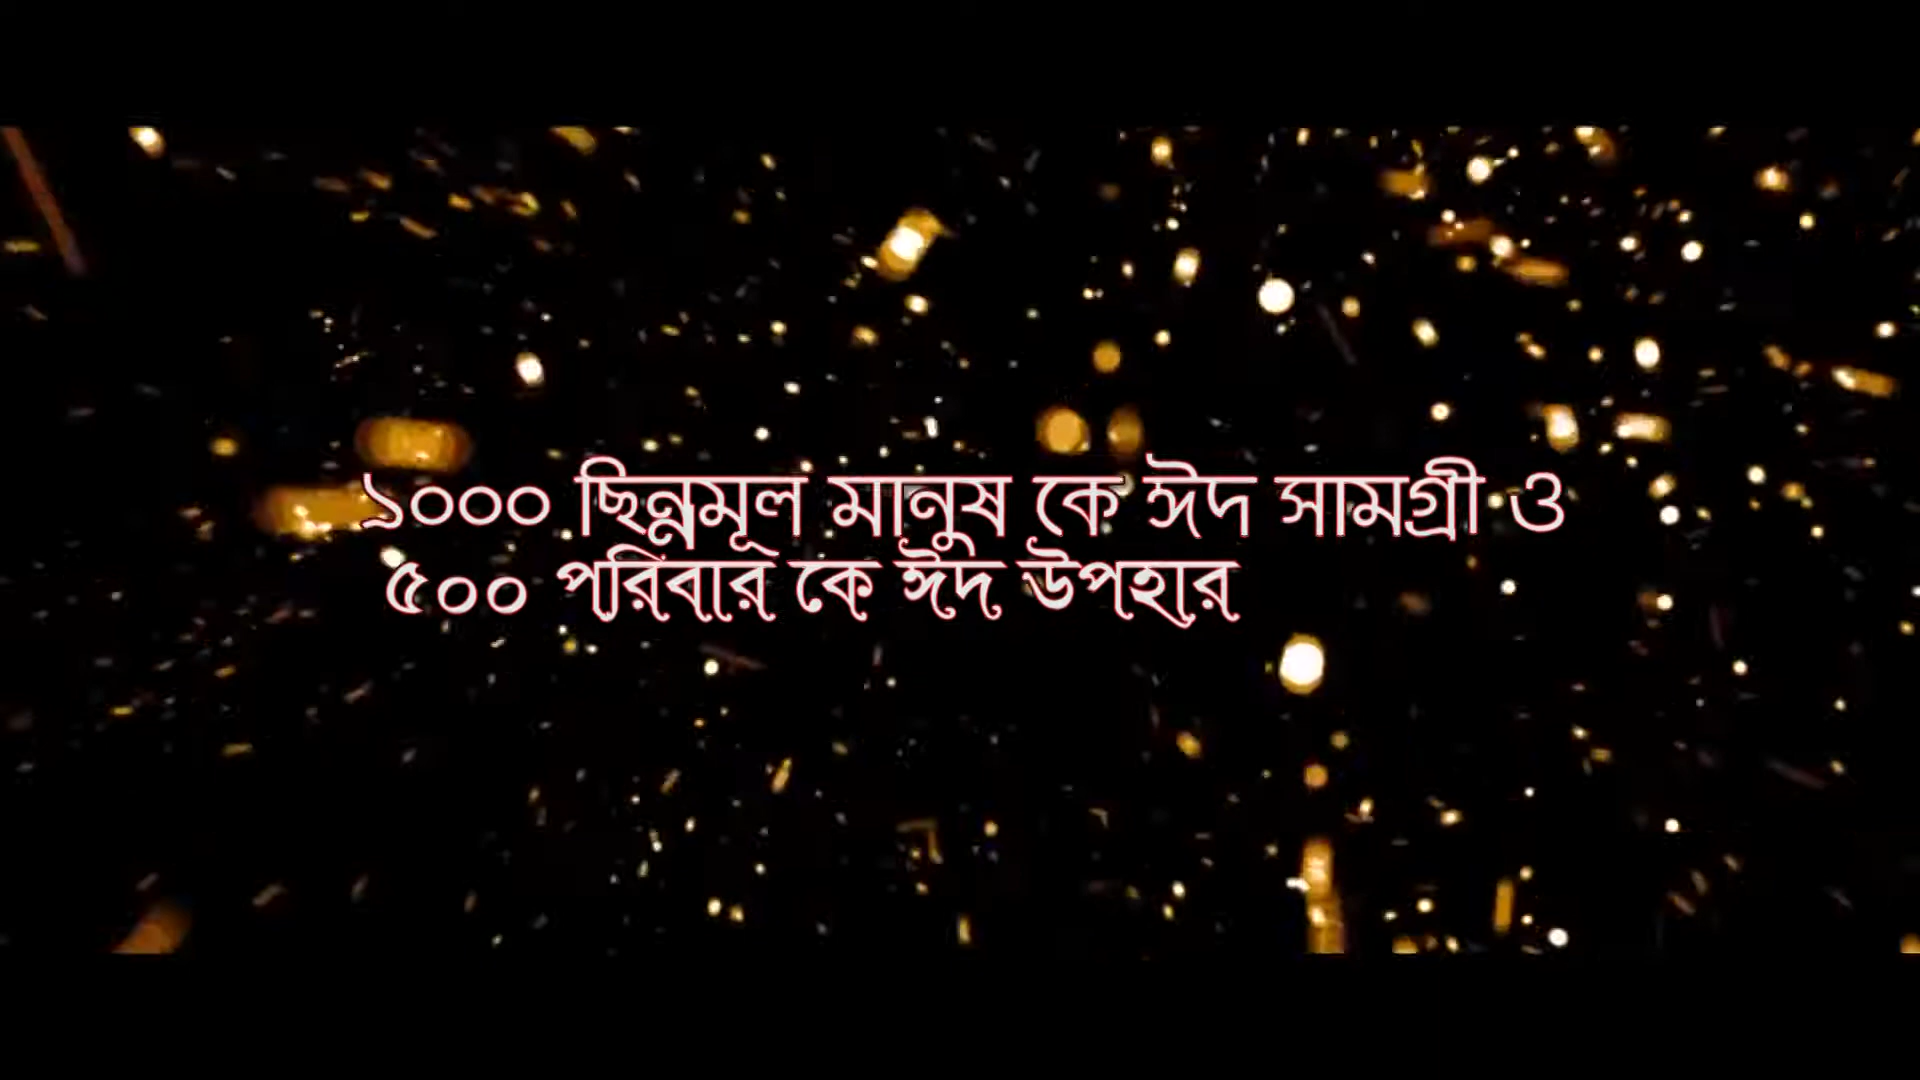 ১০০০ ছিন্নমূল মানুষ কে ঈদ সামগ্রী ও
৫০০ পরিবার কে ঈদ উপহার